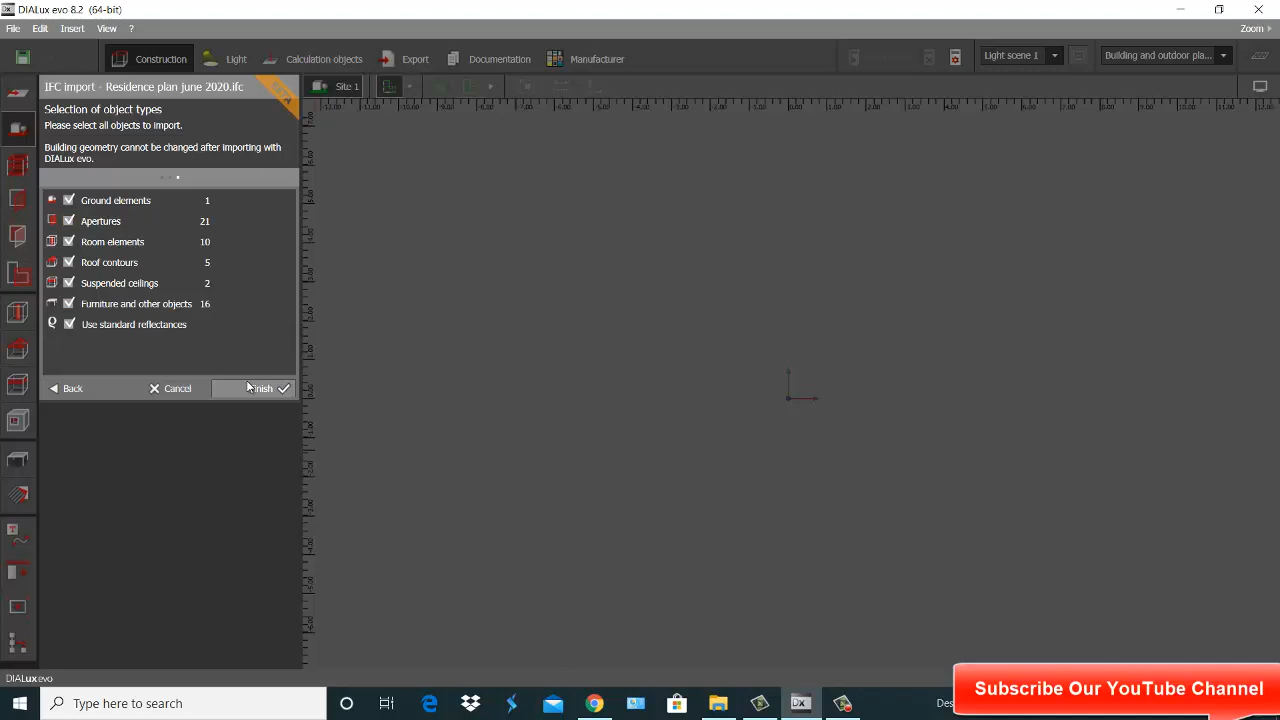 DIALux evo 8.2 (64-bit)
File Edit Insert View ?
Zoom
Construction Light Calculation objects Export Documentation Manufacturer
Light scene 1
Building and outdoor pla...
IFC import - Residence plan june 2020.ifc
BETA
Site 1
Selection of object types
Please select all objects to import.
Building geometry cannot be changed after importing with
DIALux evo.
Ground elements 1
Apertures 21
Room elements 10
Roof contours 5
Suspended ceilings 2
Furniture and other objects 16
Use standard reflectances
Back Cancel
DIALux evo
Subscribe Our YouTube Channel
Type here to search
Dx
Des